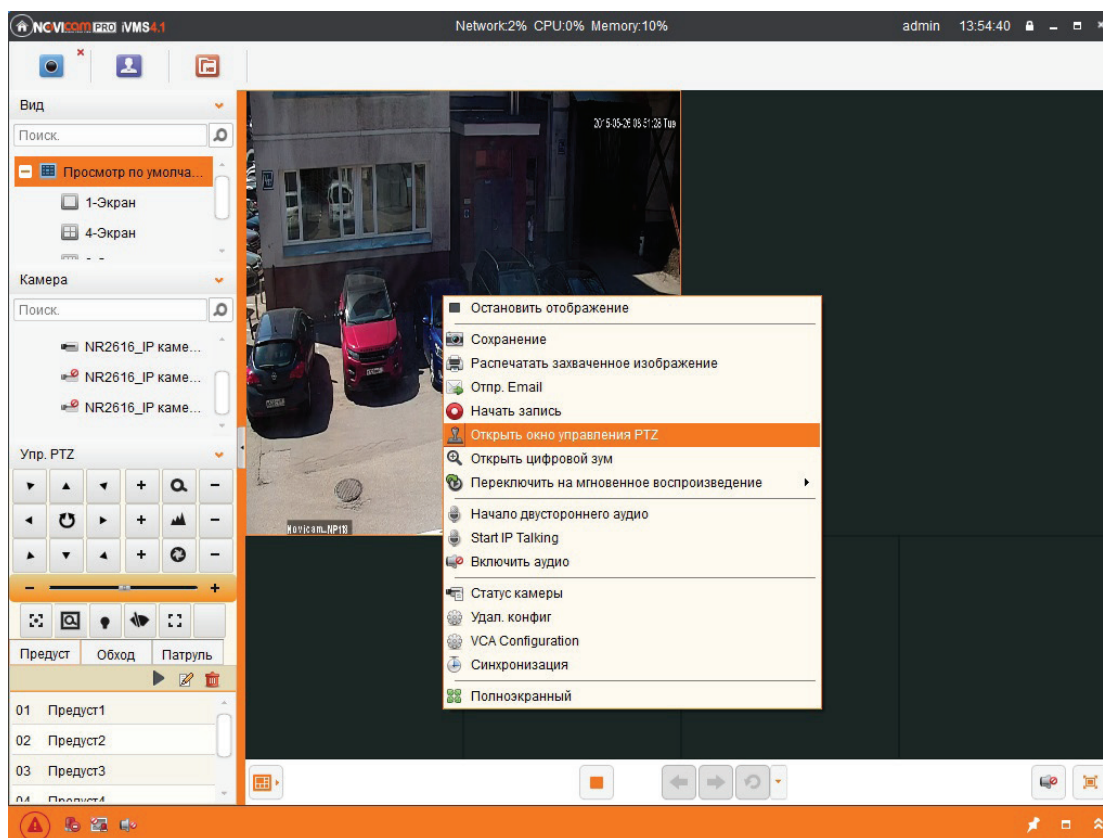 NOVIcom PRO iVMS4.1
Network:2% CPU:0% Memory:10%
admin 13:54:40
Вид
Поиск.
Просмотр по умолча...
1-Экран
4-Экран
Камера
Поиск.
NR2616_IP каме...
NR2616_IP каме...
NR2616_IP каме...
Упр. PTZ
Предуст Обход Патруль
01 Предуст1
02 Предуст2
03 Предуст3
04 Предуст4
Novicam_NP18
Остановить отображение
Сохранение
Распечатать захваченное изображение
Отпр. Email
Начать запись
Открыть окно управления PTZ
Открыть цифровой зум
Переключить на мгновенное воспроизведение
Начало двустороннего аудио
Start IP Talking
Включить аудио
Статус камеры
Удал. конфиг
VCA Configuration
Синхронизация
Полноэкранный